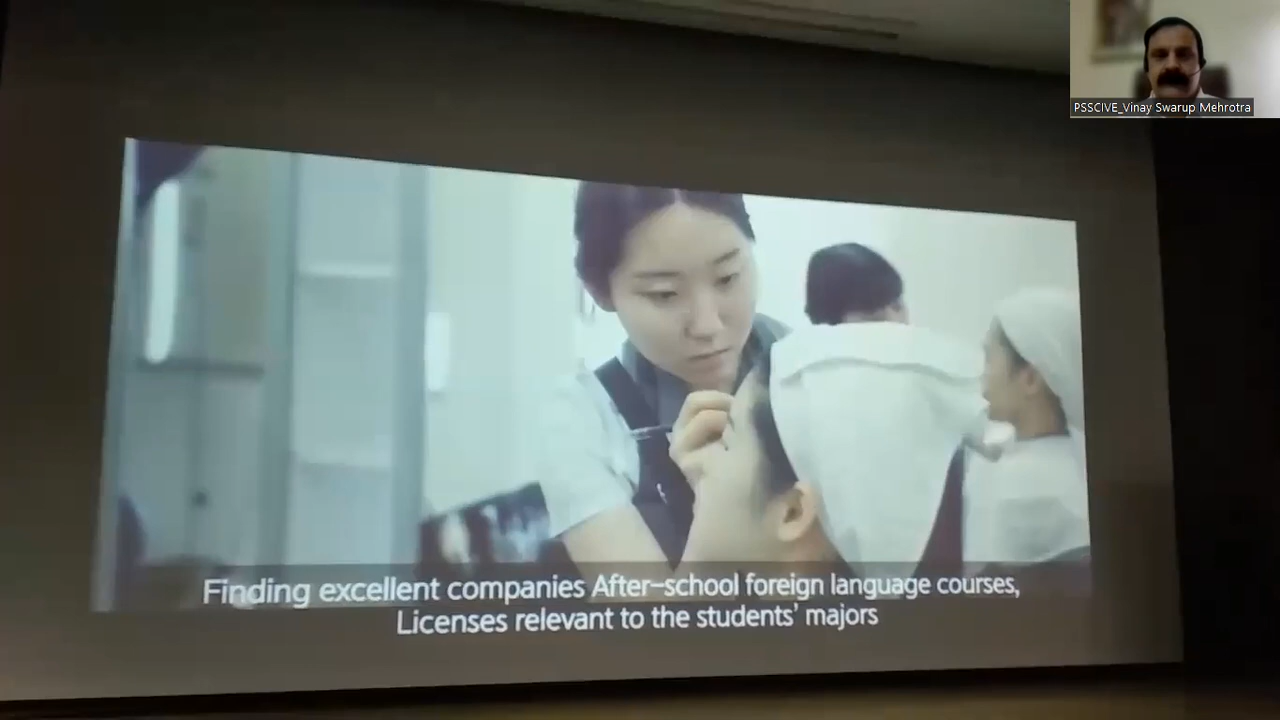 PSSCIVE_Vinay Swarup Mehrotra
Finding excellent companies After-school foreign language courses,
Licenses relevant to the students' majors